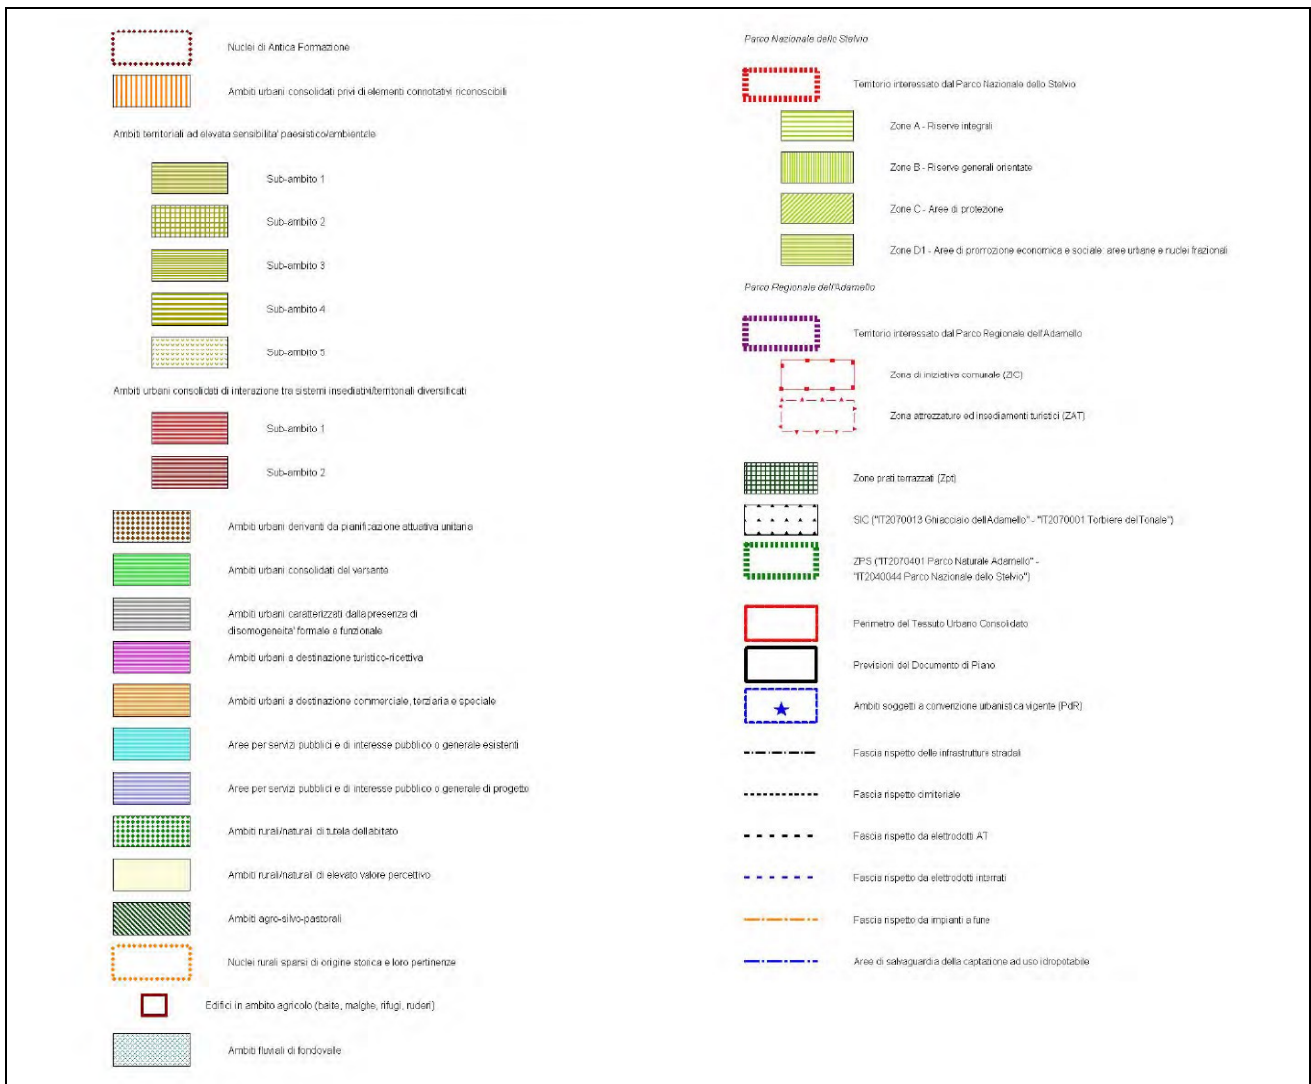 Nuclei di Antica Formazione
Ambiti urbani consolidati privi di elementi connotativi riconoscibili
Ambiti territoriali ad elevata sensibilita' paesistico/ambientale
Sub-ambito 1
Sub-ambito 2
Sub-ambito 3
Sub-ambito 4
Sub-ambito 5
Ambiti urbani consolidati di interazione tra sistemi insediativi/territoriali diversificati
Sub-ambito 1
Sub-ambito 2
Ambiti urbani derivanti da pianificazione attuativa unitaria
Ambiti urbani consolidati del versante
Ambiti urbani caratterizzati dalla presenza di
disomogeneita' formale e funzionale
Ambiti urbani a destinazione turistico-ricettiva
Ambiti urbani a destinazione commerciale, terziaria e speciale
Aree per servizi pubblici e di interesse pubblico o generale esistenti
Aree per servizi pubblici e di interesse pubblico o generale di progetto
Ambiti rurali/naturali di tutela dell'abitato
Ambiti rurali/naturali di elevato valore percettivo
Ambiti agro-silvo-pastorali
Nuclei rurali sparsi di origine storica e loro pertinenze
Edifici in ambito agricolo (baite, malghe, rifugi, ruderi)
Ambiti fluviali di fondovalle
Parco Nazionale dello Stelvio
Territorio interessato dal Parco Nazionale dello Stelvio
Zona A - Riserve integrali
Zone B - Riserve generali orientate
Zone C - Aree di protezione
Zone D1 - Aree di promozione economica e sociale: aree urbane e nuclei frazionali
Parco Regionale dell'Adamello
Territorio interessato dal Parco Regionale dell'Adamello
Zona di iniziativa comunale (ZIC)
Zona attrezzature ed insediamenti turistici (ZAT)
Zone prati terrazzati (Zpt)
SIC ("IT2070013 Ghiacciaio dell'Adamello" - "IT2070001 Torbiere del Tonale")
ZPS ("IT2070401 Parco Naturale Adamello" -
"IT2040044 Parco Nazionale dello Stelvio")
Perimetro del Tessuto Urbano Consolidato
Previsioni del Documento di Piano
Ambiti soggetti a convenzione urbanistica vigente (PdR)
Fascia rispetto delle infrastrutture stradali
Fascia rispetto cimiteriale
Fascia rispetto da elettrodotti AT
Fascia rispetto da elettrodotti interrati
Fascia rispetto da impianti a fune
Aree di salvaguardia della captazione ad uso idropotabile